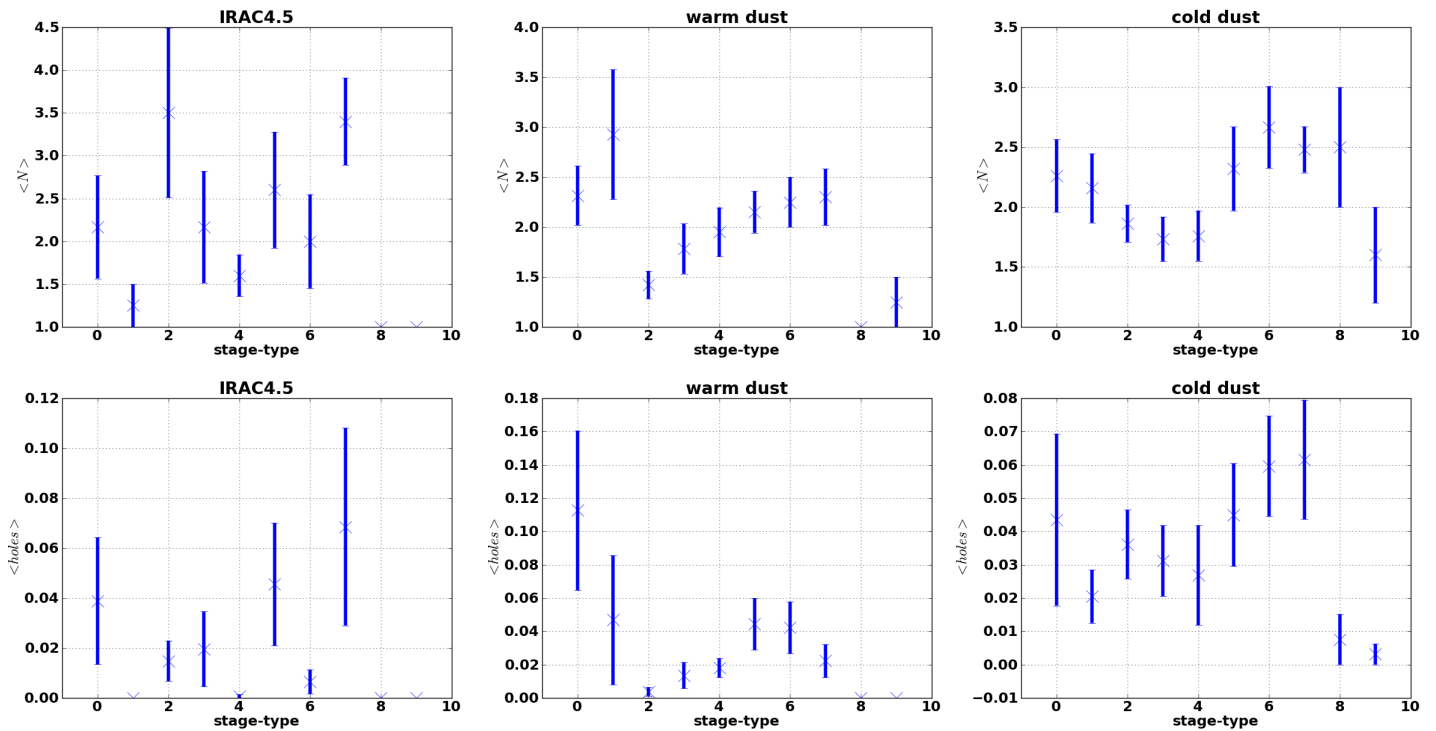 IRAC4.5
4.5
4.0
3.5
3.0
2.5
2.0
1.5
1.0
<N>
0 2 4 6 8 10
stage-type
warm dust
4.0
3.5
3.0
2.5
2.0
1.5
1.0
<N>
0 2 4 6 8 10
stage-type
cold dust
3.5
3.0
2.5
2.0
1.5
1.0
<N>
0 2 4 6 8 10
stage-type
IRAC4.5
0.12
0.10
0.08
0.06
0.04
0.02
0.00
<holes>
0 2 4 6 8 10
stage-type
warm dust
0.18
0.16
0.14
0.12
0.10
0.08
0.06
0.04
0.02
0.00
<holes>
0 2 4 6 8 10
stage-type
cold dust
0.08
0.07
0.06
0.05
0.04
0.03
0.02
0.01
0.00
−0.01
<holes>
0 2 4 6 8 10
stage-type